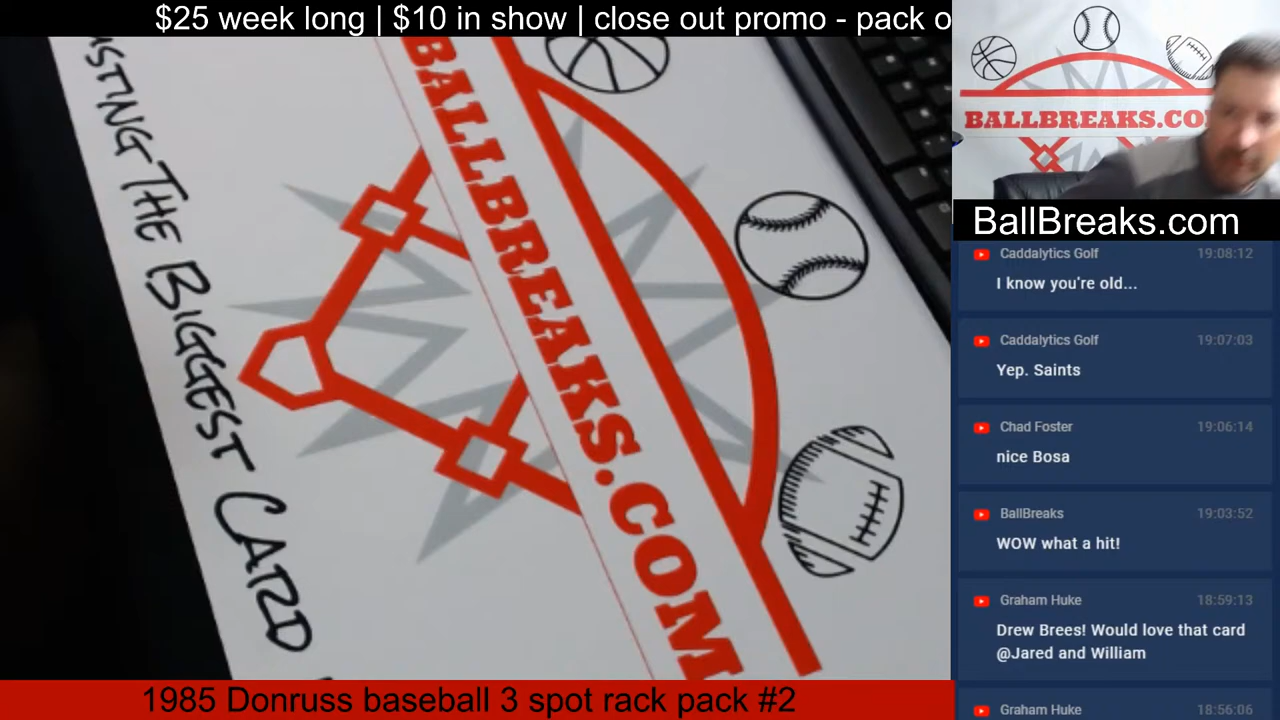 $25 week long | $10 in show | close out promo - pack o
BALLBREAKS.COM
THE BIGGEST CARD
BALLBREAKS.CO
BallBreaks.com
Caddalytics Golf 19:08:12
I know you're old...
Caddalytics Golf 19:07:03
Yep. Saints
Chad Foster 19:06:14
nice Bosa
BallBreaks 19:03:52
WOW what a hit!
Graham Huke 18:59:13
Drew Brees! Would love that card
@Jared and William
Graham Huke 18:56:06
1985 Donruss baseball 3 spot rack pack #2